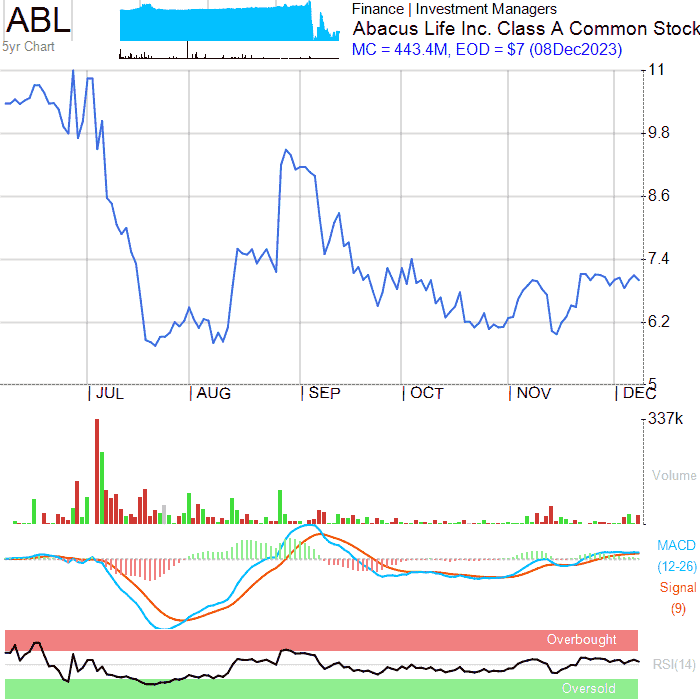 ABL
5yr Chart
Finance | Investment Managers
Abacus Life Inc. Class A Common Stock
MC = 443.4M, EOD = $7 (08Dec2023)
11
9.8
8.6
7.4
6.2
5
JUL
AUG
SEP
OCT
NOV
DEC
337k
Volume
MACD
(12-26)
Signal
(9)
Overbought
RSI(14)
Oversold